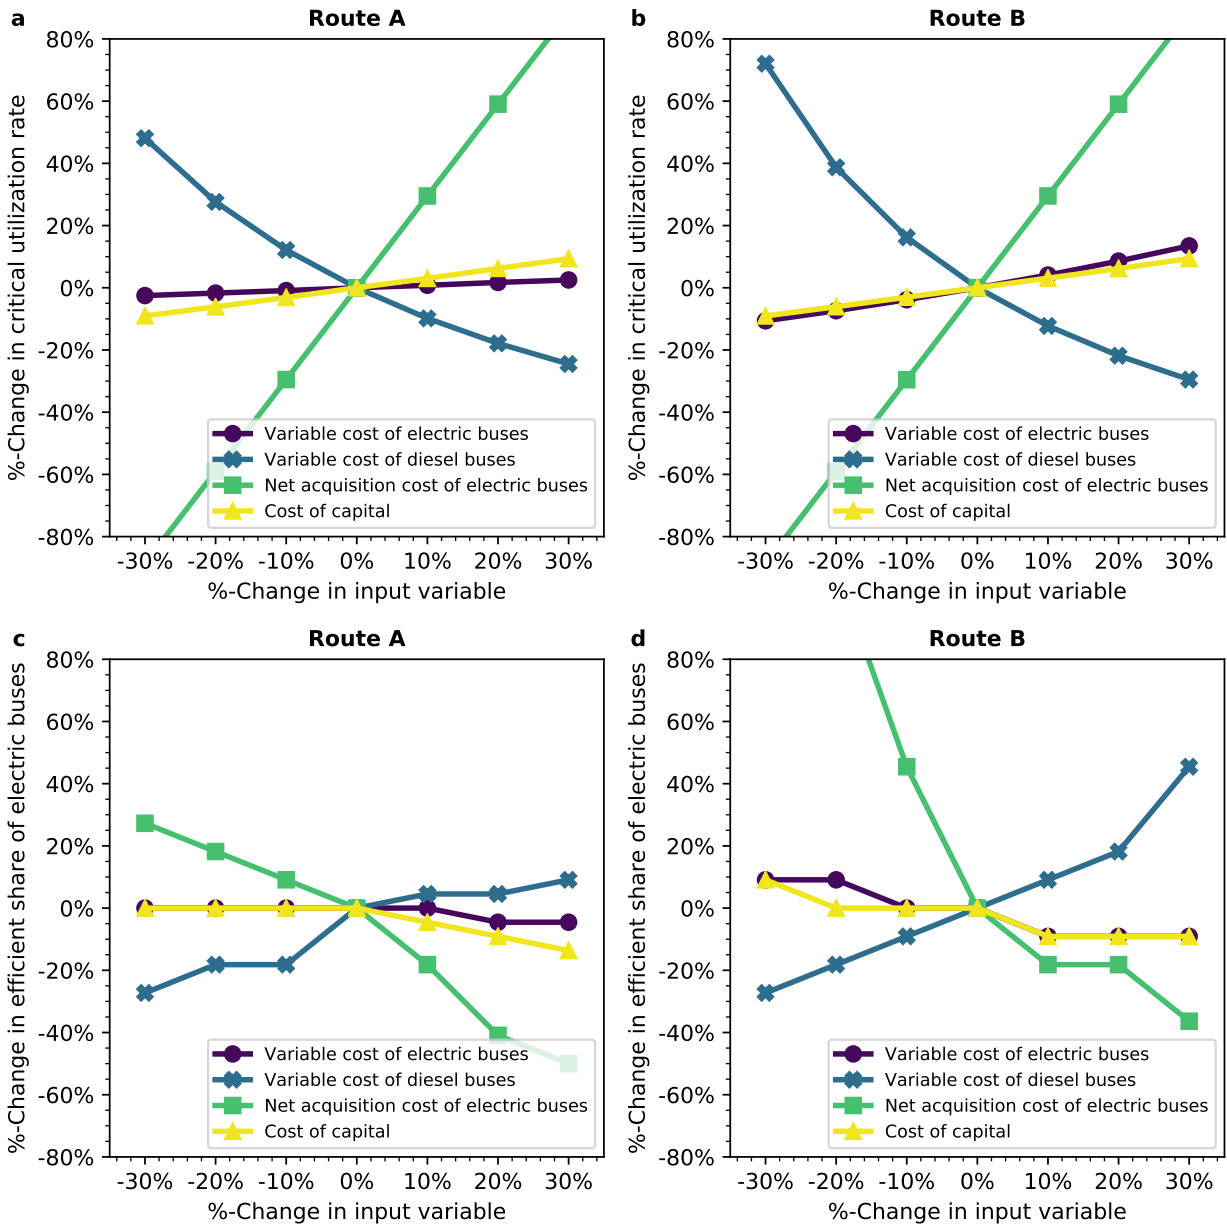 a
Route A
%-Change in critical utilization rate
80%
60%
40%
20%
0%
-20%
-40%
-60%
-80%
Variable cost of electric buses
Variable cost of diesel buses
Net acquisition cost of electric buses
Cost of capital
-30% -20% -10% 0% 10% 20% 30%
%-Change in input variable
b
Route B
%-Change in critical utilization rate
80%
60%
40%
20%
0%
-20%
-40%
-60%
-80%
Variable cost of electric buses
Variable cost of diesel buses
Net acquisition cost of electric buses
Cost of capital
-30% -20% -10% 0% 10% 20% 30%
%-Change in input variable
c
Route A
%-Change in efficient share of electric buses
80%
60%
40%
20%
0%
-20%
-40%
-60%
-80%
Variable cost of electric buses
Variable cost of diesel buses
Net acquisition cost of electric buses
Cost of capital
-30% -20% -10% 0% 10% 20% 30%
%-Change in input variable
d
Route B
%-Change in efficient share of electric buses
80%
60%
40%
20%
0%
-20%
-40%
-60%
-80%
Variable cost of electric buses
Variable cost of diesel buses
Net acquisition cost of electric buses
Cost of capital
-30% -20% -10% 0% 10% 20% 30%
%-Change in input variable